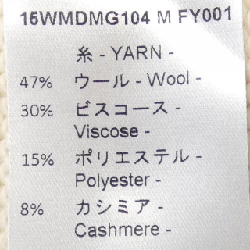 15WMDMG104 M FY001
糸 - YARN -
47% ウール - Wool -
30% ビスコース -
Viscose -
15% ポリエステル -
Polyester -
8% カシミア -
Cashmere -